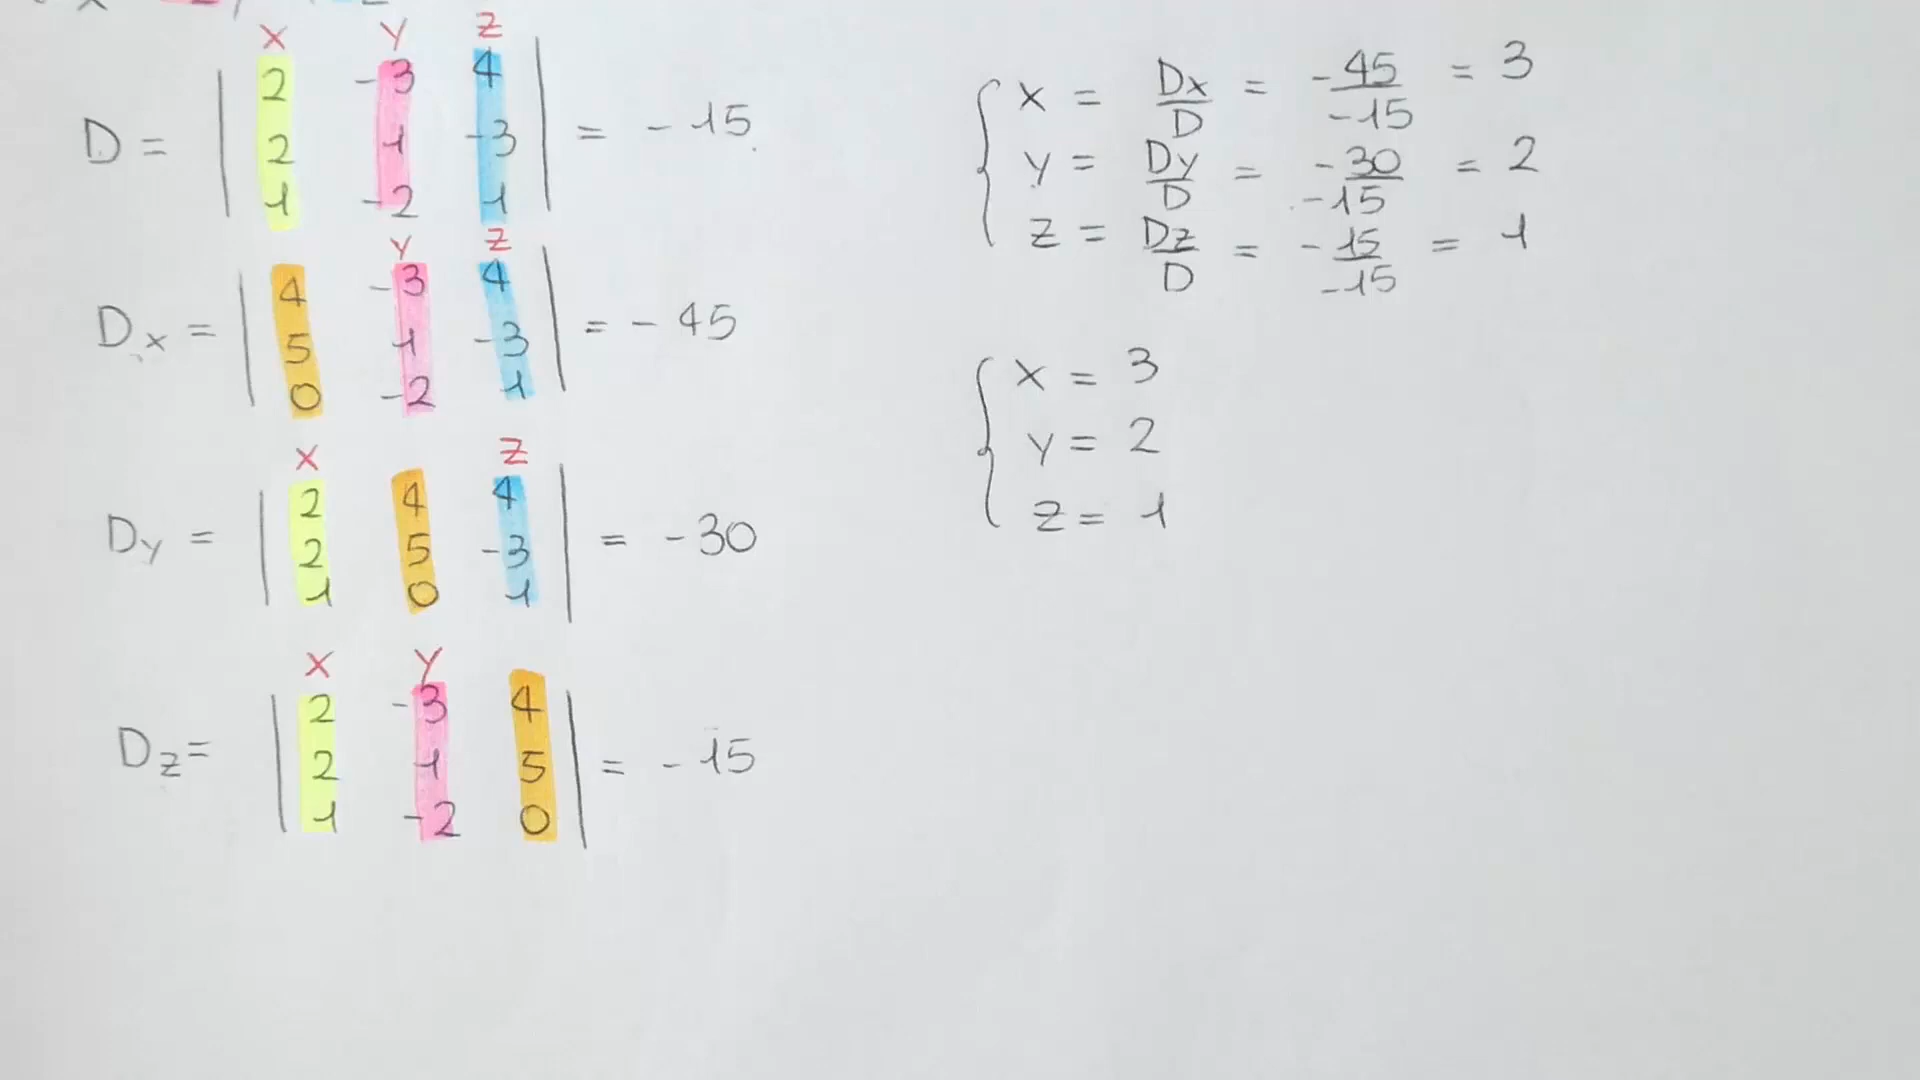 x y z
2 -3 4
D = | 2 1 -3 | = -15
1 -2 1
y z
4 -3 4
Dx = | 5 1 -3 | = -45
0 -2 1
x z
2 4 4
Dy = | 2 5 -3 | = -30
1 0 1
x y
2 -3 4
Dz = | 2 1 5 | = -15
1 -2 0
{ x = Dx/D = -45/-15 = 3
y = Dy/D = -30/-15 = 2
z = Dz/D = -15/-15 = 1
{ x = 3
y = 2
z = 1